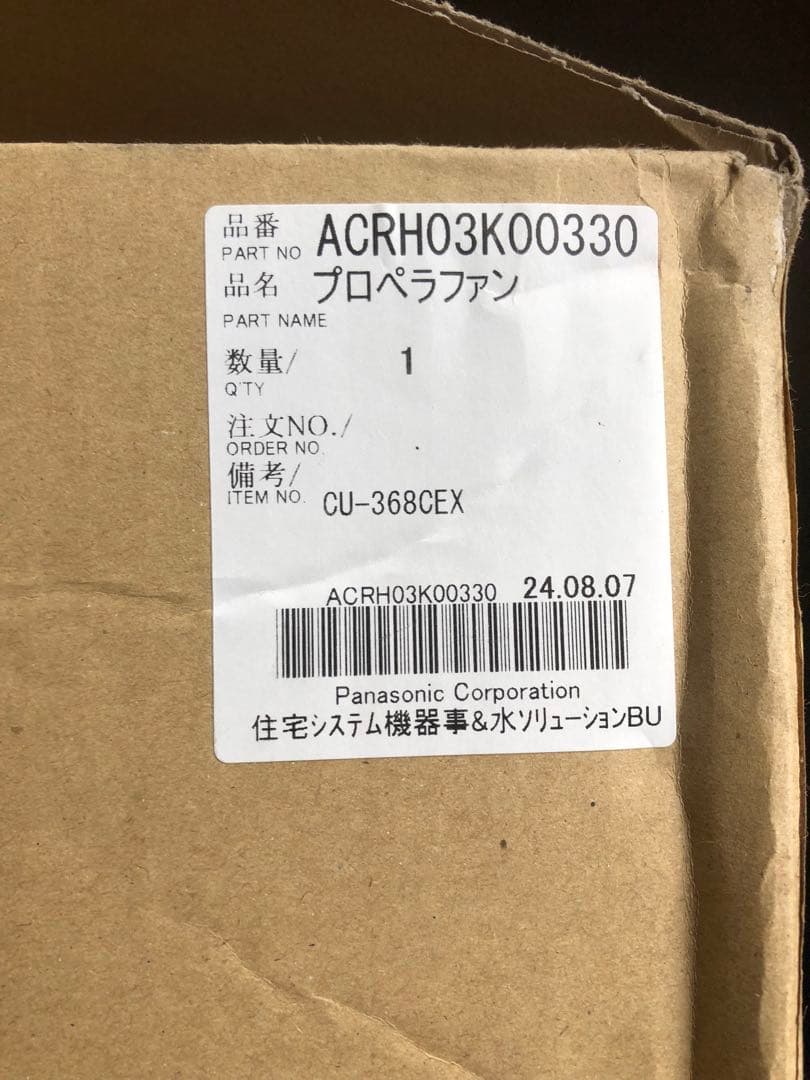 品番
PART NO ACRH03K00330
品名 プロペラファン
PART NAME
数量/ 1
Q'TY
注文NO./
ORDER NO.
備考/
ITEM NO. CU-368CEX
ACRH03K00330 24.08.07
Panasonic Corporation
住宅システム機器事&水ソリューションBU